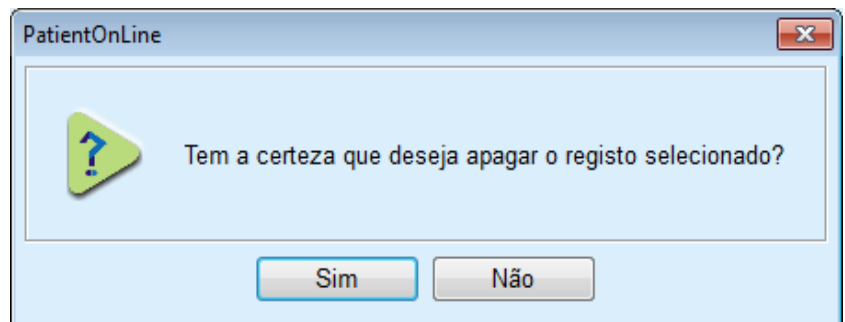 PatientOnLine
Tem a certeza que deseja apagar o registo selecionado?
Sim
Não